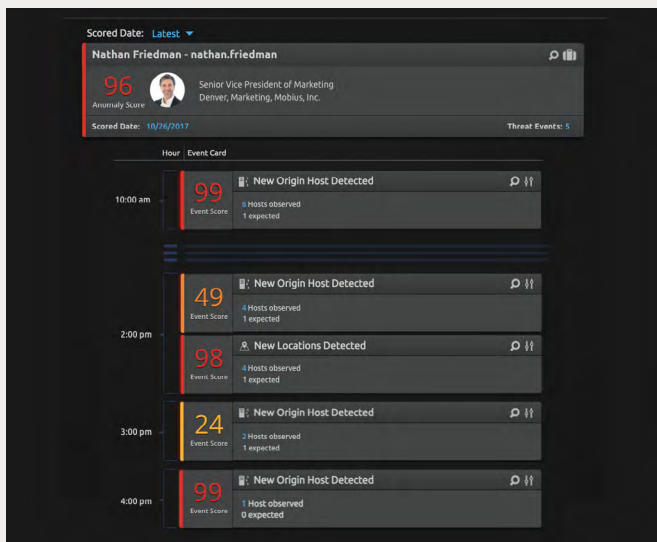 Scored Date: Latest
Nathan Friedman - nathan.friedman
96
Anomaly Score
Senior Vice President of Marketing
Denver, Marketing, Mobius, Inc.
Scored Date: 10/26/2017 Threat Events: 5
Hour Event Card
10:00 am
99
Event Score
New Origin Host Detected
6 Hosts observed
1 expected
2:00 pm
49
Event Score
New Origin Host Detected
4 Hosts observed
1 expected
98
Event Score
New Locations Detected
4 Hosts observed
1 expected
3:00 pm
24
Event Score
New Origin Host Detected
2 Hosts observed
1 expected
4:00 pm
99
Event Score
New Origin Host Detected
1 Host observed
0 expected